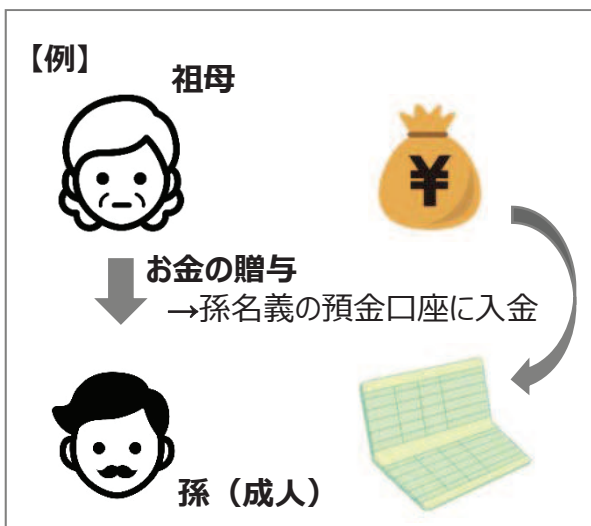 【例】
祖母
¥
お金の贈与
→孫名義の預金口座に入金
孫（成人）